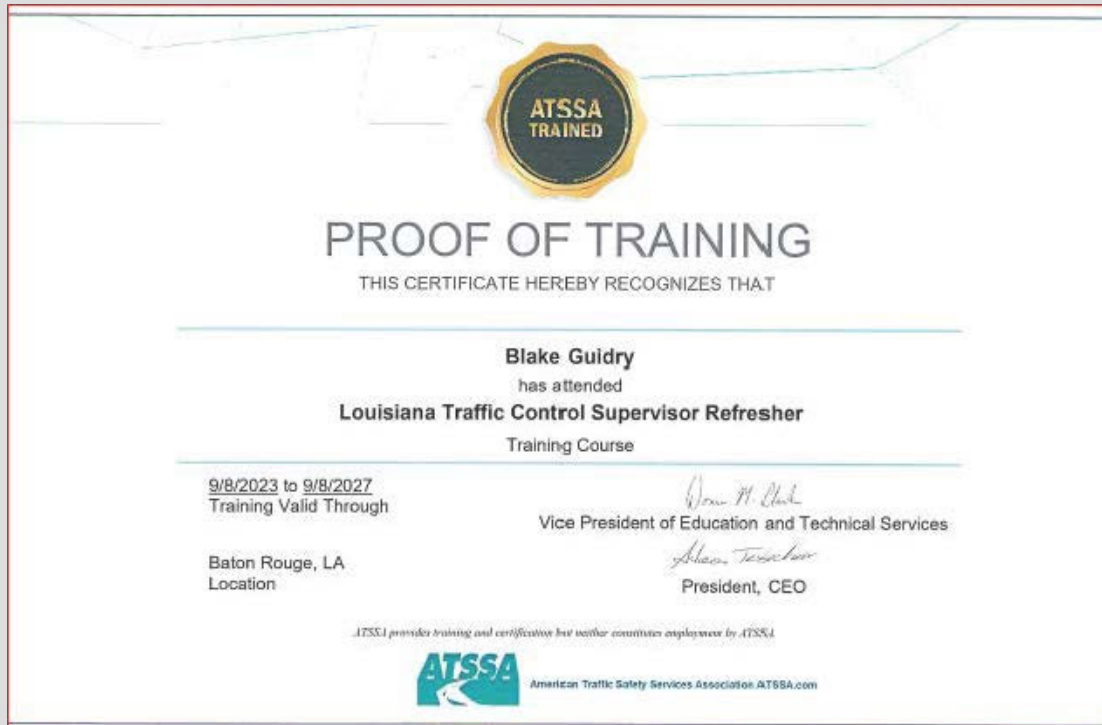 ATSSA
TRAINED
PROOF OF TRAINING
THIS CERTIFICATE HEREBY RECOGNIZES THAT
Blake Guidry
has attended
Louisiana Traffic Control Supervisor Refresher
Training Course
9/8/2023 to 9/8/2027
Training Valid Through
Vice President of Education and Technical Services
Baton Rouge, LA
Location
President, CEO
ATSSA provides training and certification but neither constitutes employment by ATSSA
ATSSA
American Traffic Safety Services Association ATSSA.com